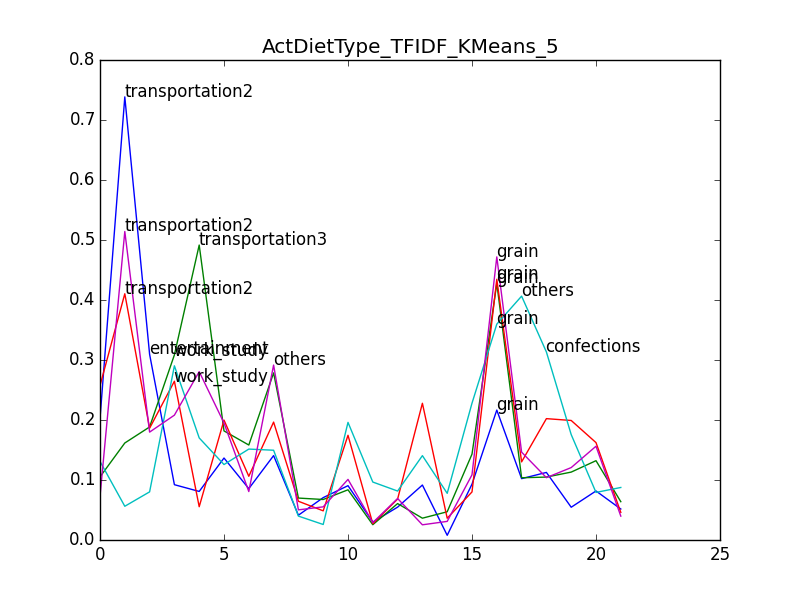 ActDietType_TFIDF_KMeans_5
0.8
transportation2
0.7
0.6
transportation2
0.5
transportation3
grain
grain
grain
transportation2
others
0.4
grain
entertainment
work_study
confections
0.3
others
work_study
grain
0.2
0.1
0.0
0 5 10 15 20 25